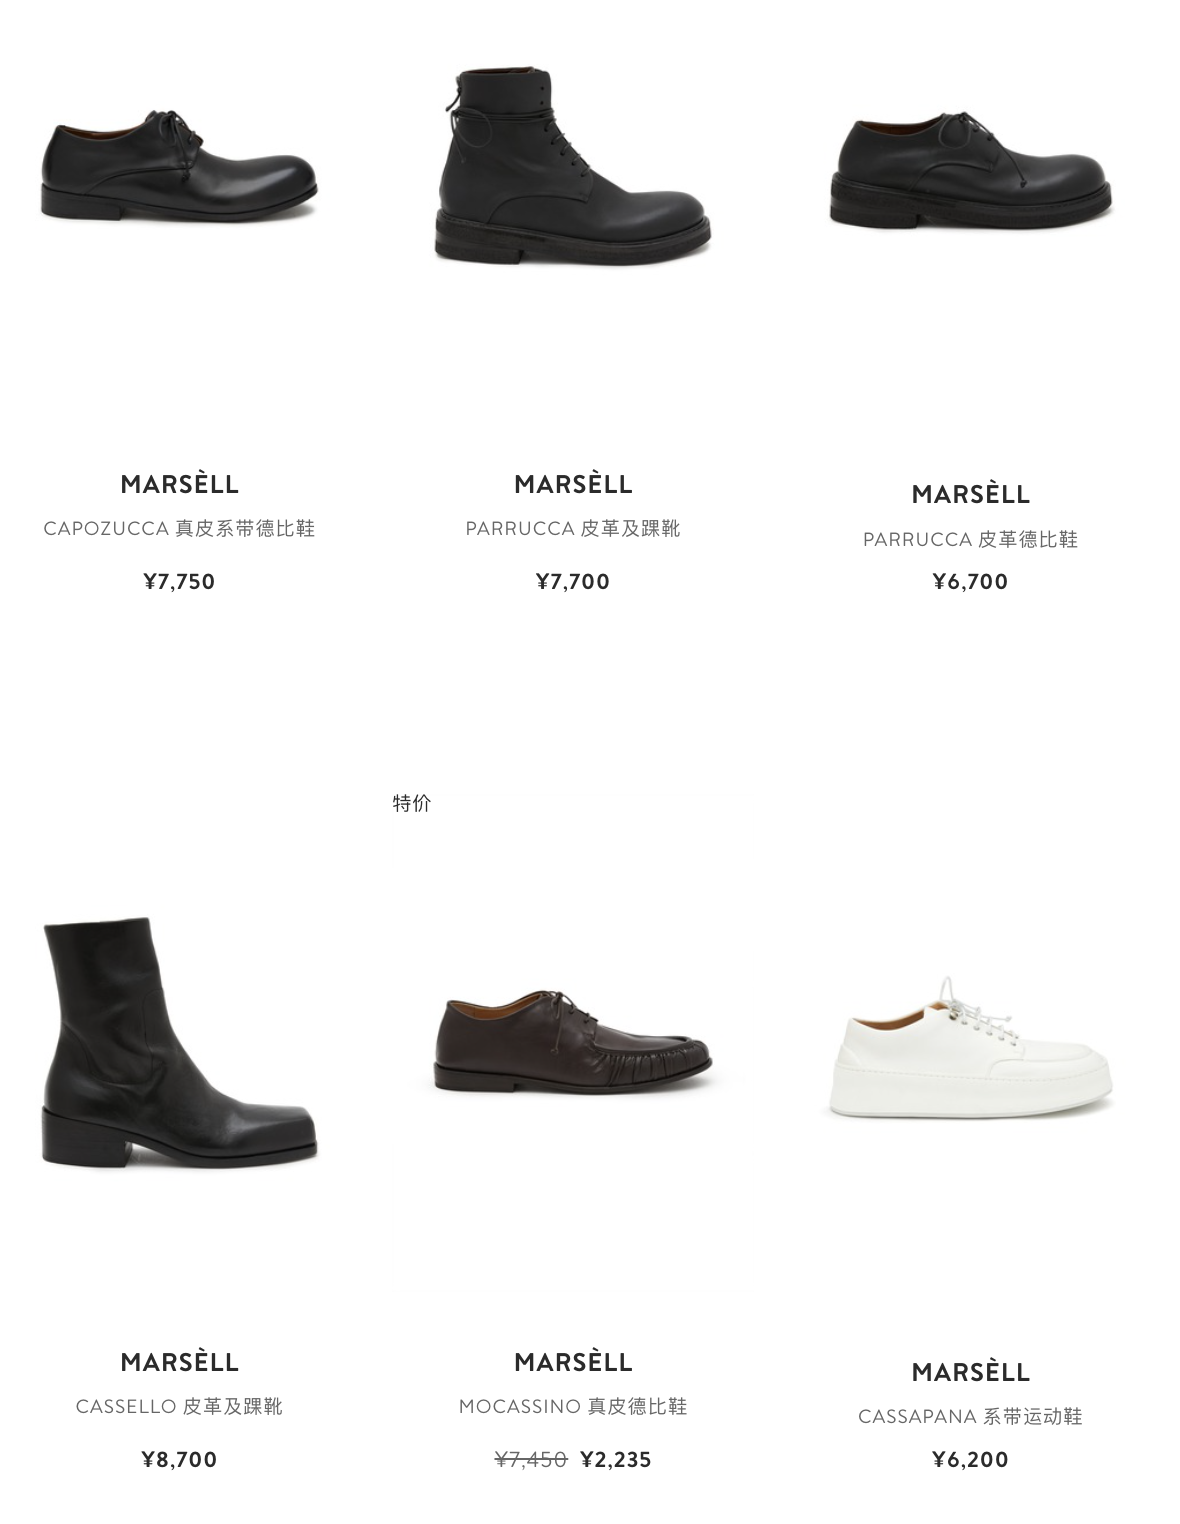 MARSÈLL
CAPOZUCCA 真皮系带德比鞋
¥7,750
MARSÈLL
PARRUCCA 皮革及踝靴
¥7,700
MARSÈLL
PARRUCCA 皮革德比鞋
¥6,700
MARSÈLL
CASSELLO 皮革及踝靴
¥8,700
特价
MARSÈLL
MOCASSINO 真皮德比鞋
¥7,450 ¥2,235
MARSÈLL
CASSAPANA 系带运动鞋
¥6,200